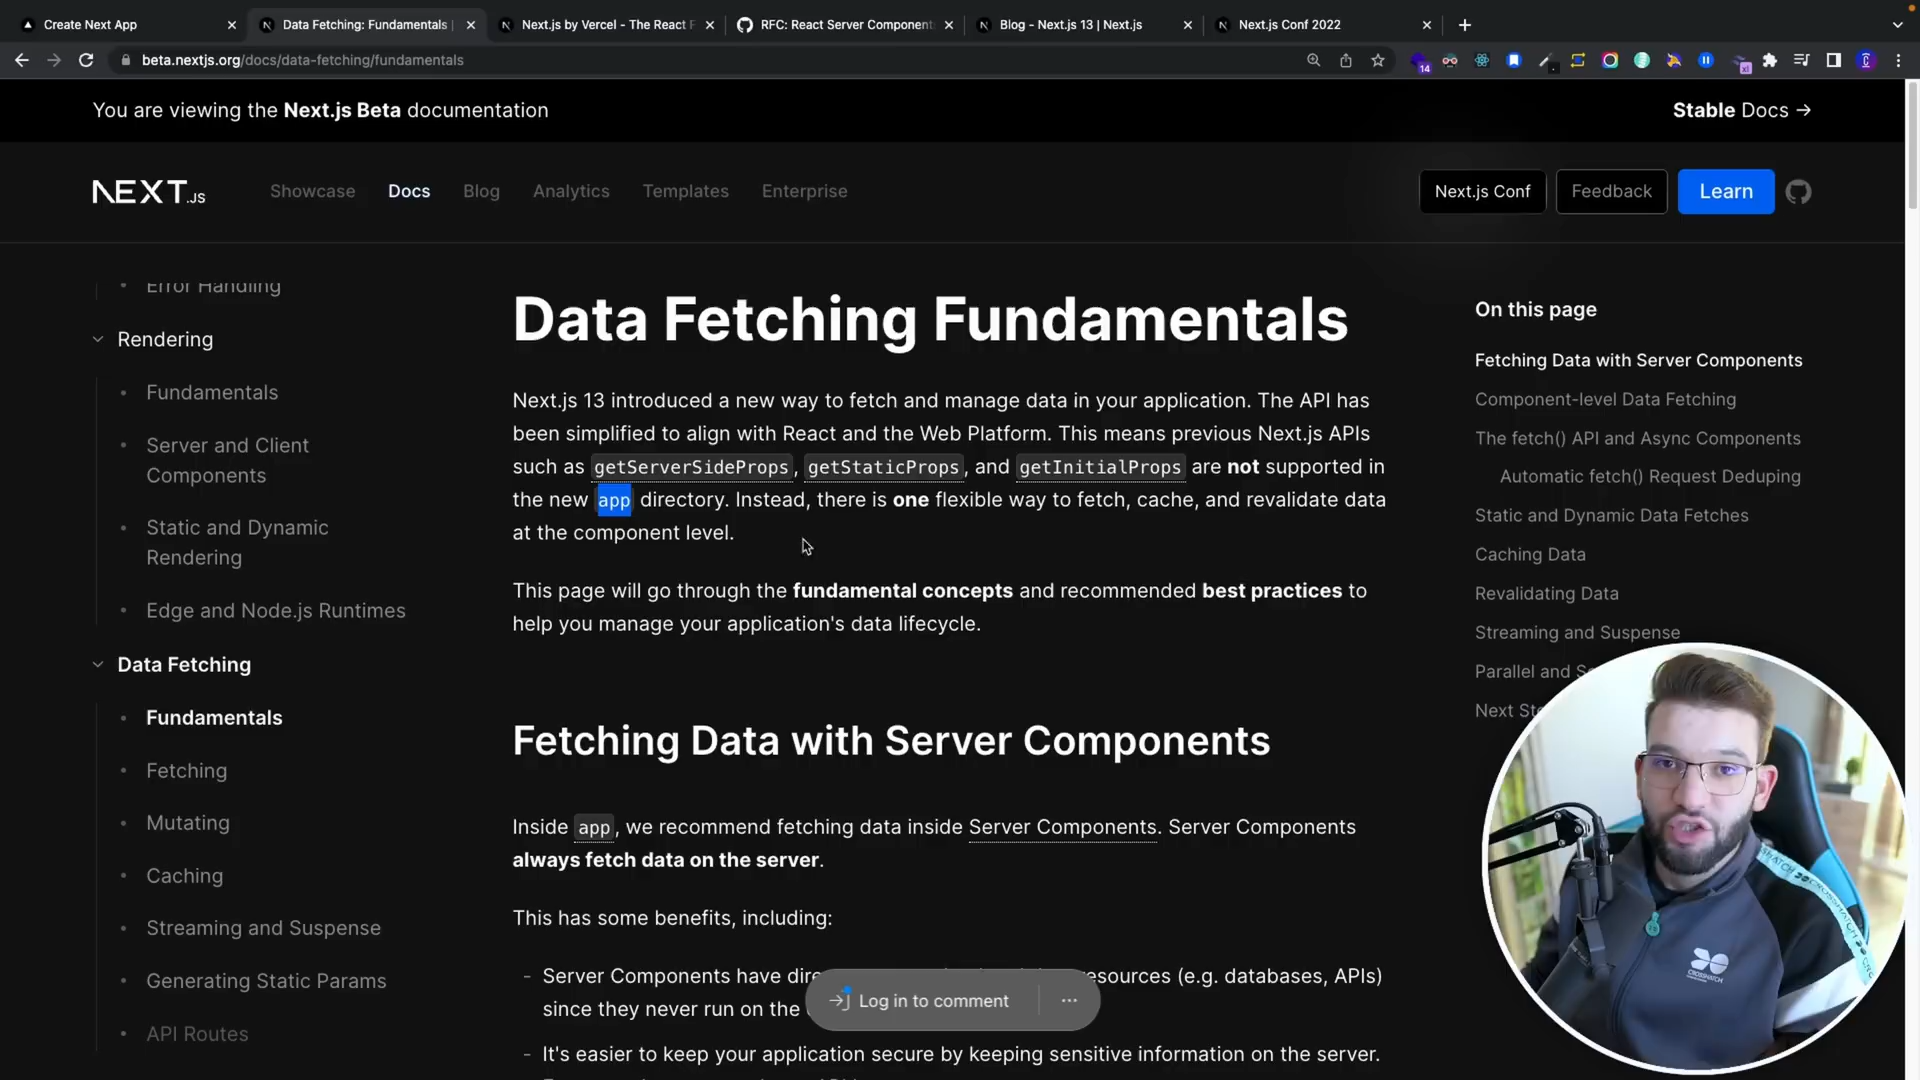 Create Next App
Data Fetching: Fundamentals |
Next.js by Vercel - The React F
RFC: React Server Component
Blog - Next.js 13 | Next.js
Next.js Conf 2022
beta.nextjs.org/docs/data-fetching/fundamentals
14
xl
You are viewing the Next.js Beta documentation
Stable Docs →
NEXT.JS
Showcase
Docs
Blog
Analytics
Templates
Enterprise
Next.js Conf
Feedback
Learn
Error Handling
Rendering
Fundamentals
Server and Client
Components
Static and Dynamic
Rendering
Edge and Node.js Runtimes
Data Fetching
Fundamentals
Fetching
Mutating
Caching
Streaming and Suspense
Generating Static Params
API Routes
Data Fetching Fundamentals
Next.js 13 introduced a new way to fetch and manage data in your application. The API has
been simplified to align with React and the Web Platform. This means previous Next.js APIs
such as getServerSideProps, getStaticProps, and getInitialProps are not supported in
the new app directory. Instead, there is one flexible way to fetch, cache, and revalidate data
at the component level.
This page will go through the fundamental concepts and recommended best practices to
help you manage your application's data lifecycle.
Fetching Data with Server Components
Inside app, we recommend fetching data inside Server Components. Server Components
always fetch data on the server.
This has some benefits, including:
- Server Components have resources (e.g. databases, APIs)
since they never run on the
- It's easier to keep your application secure by keeping sensitive information on the server.
Log in to comment
On this page
Fetching Data with Server Components
Component-level Data Fetching
The fetch() API and Async Components
Automatic fetch() Request Deduping
Static and Dynamic Data Fetches
Caching Data
Revalidating Data
Streaming and Suspense
Parallel and
Next
CROSSHATCH